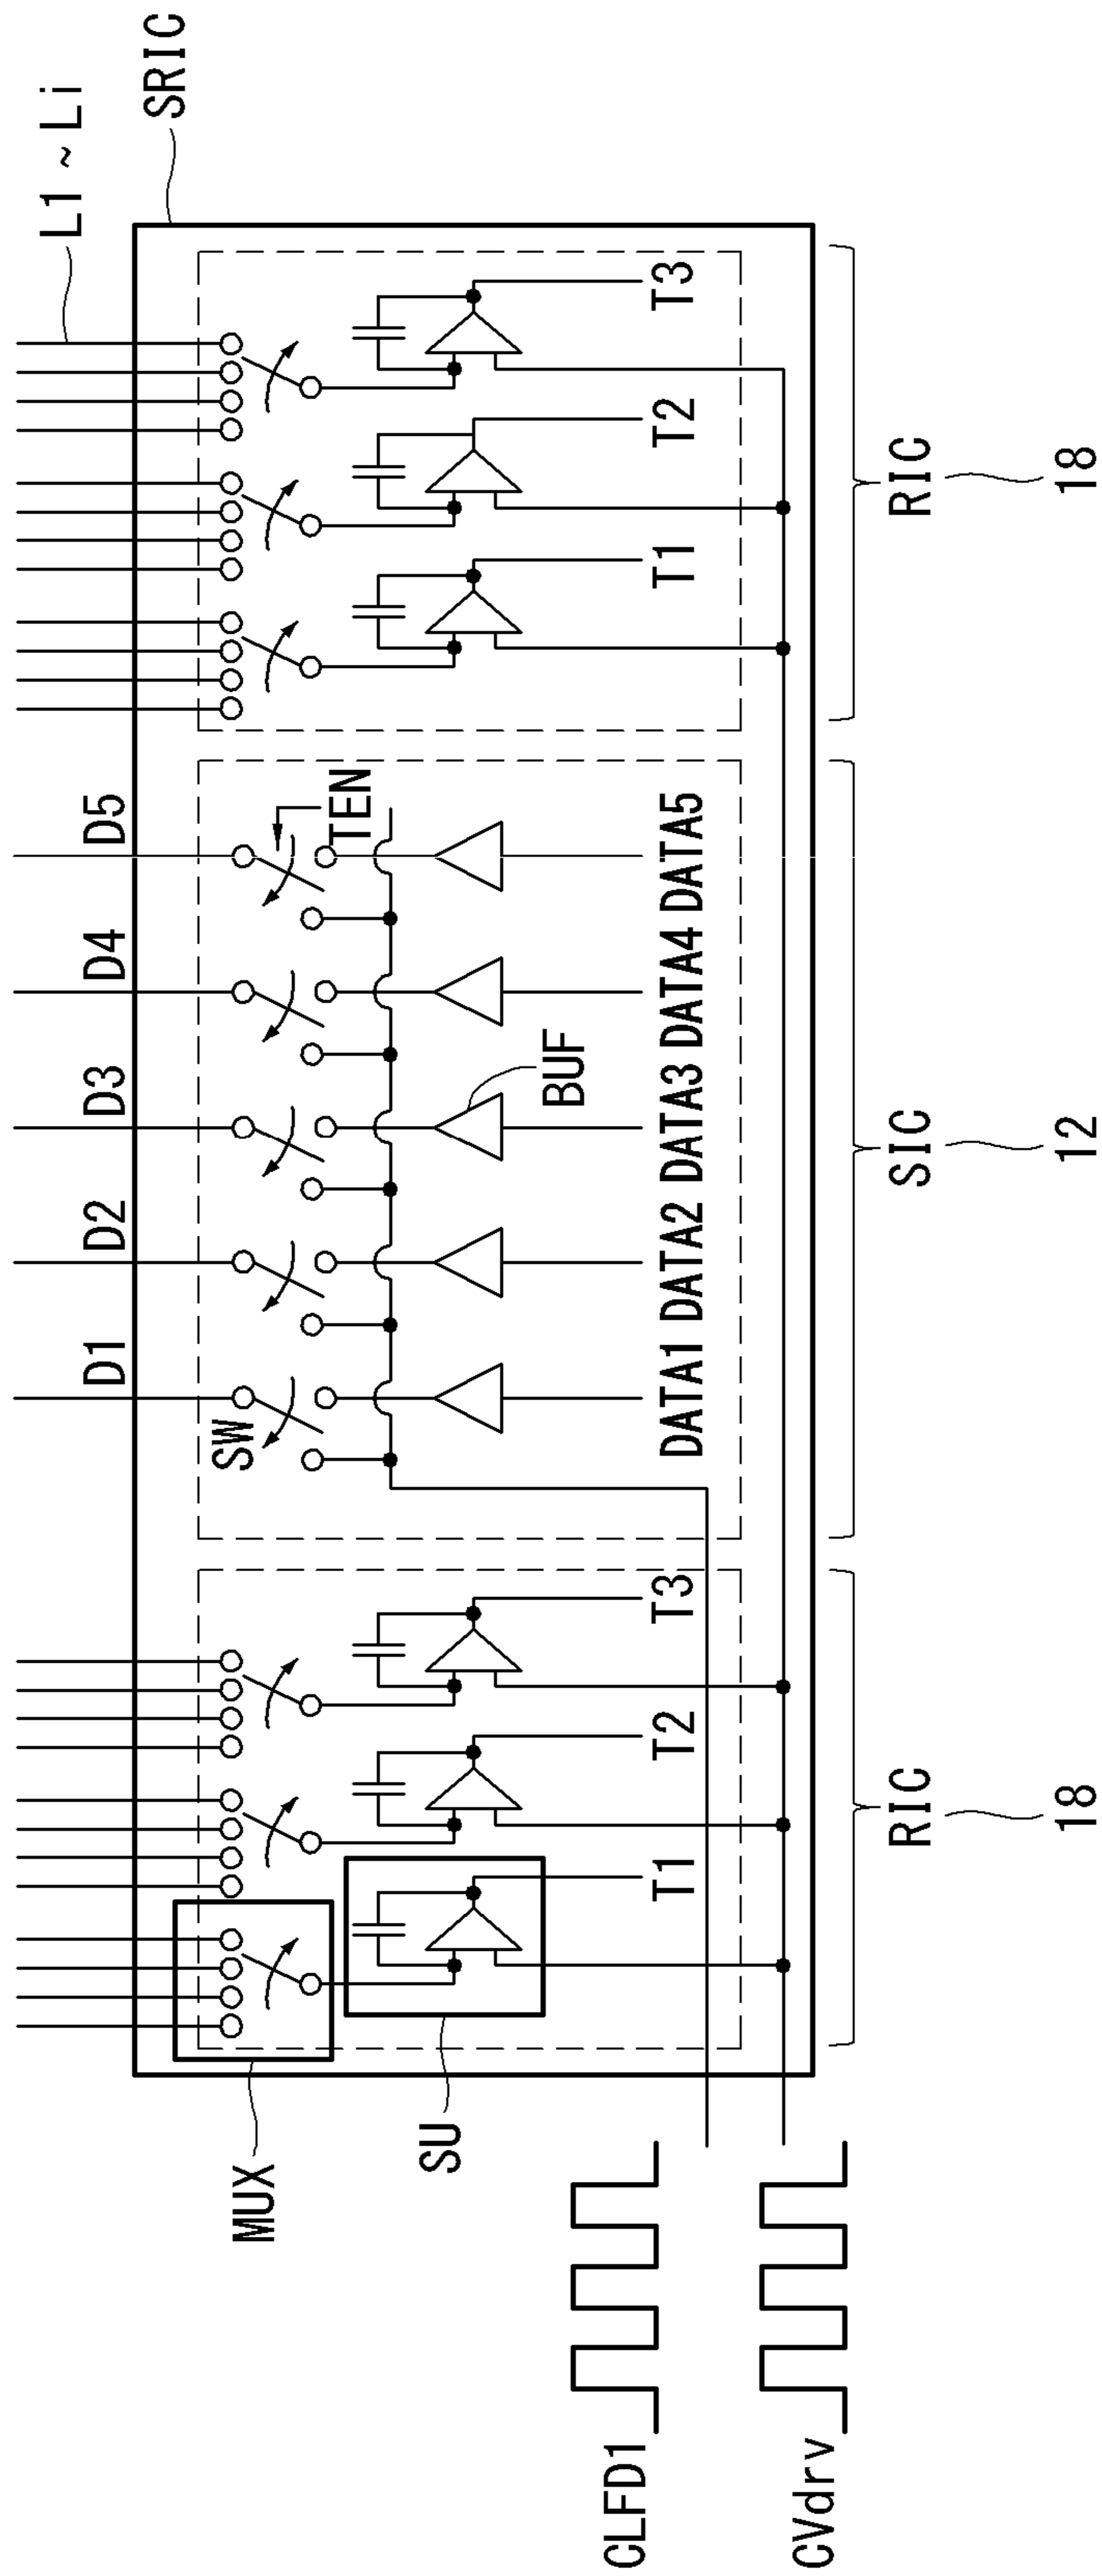 L1~Li
SRIC
D1 D2 D3 D4 D5
SW
TEN
MUX
SU
BUF
T1 T2 T3
DATA1 DATA2 DATA3 DATA4 DATA5
T1 T2 T3
CLFD1
CVdrv
RIC SIC RIC
18 12 18